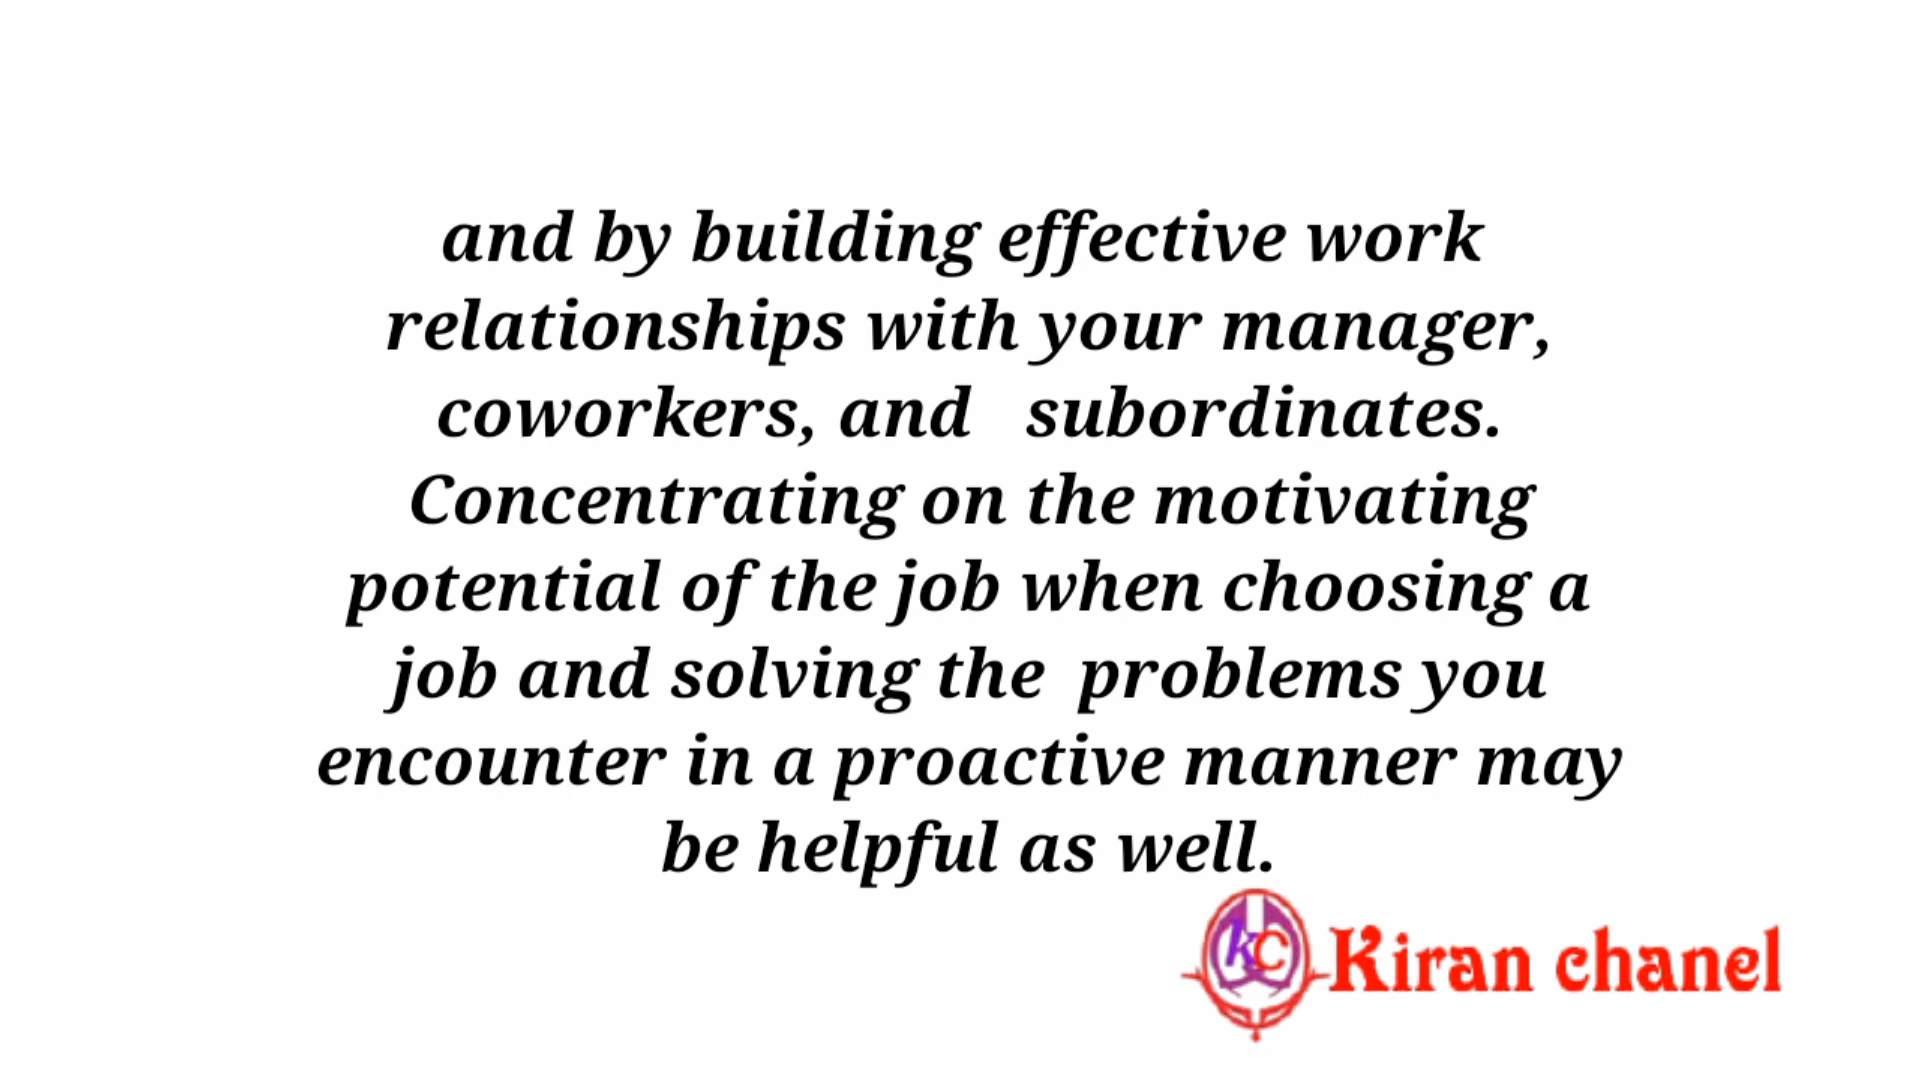 and by building effective work
relationships with your manager,
coworkers, and   subordinates.
Concentrating on the motivating
potential of the job when choosing a
job and solving the  problems you
encounter in a proactive manner may
be helpful as well.
kC Kiran chanel